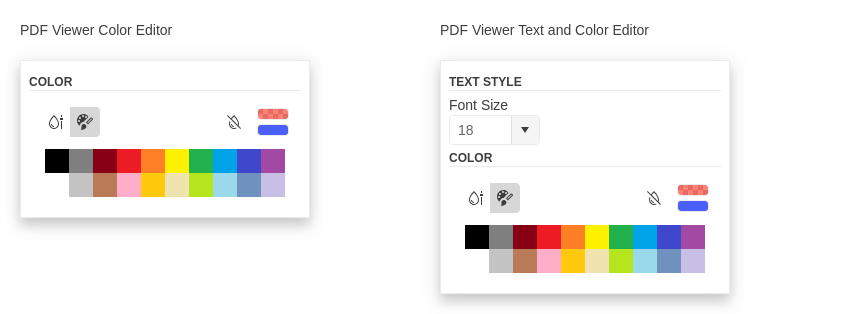 PDF Viewer Color Editor
COLOR
PDF Viewer Text and Color Editor
TEXT STYLE
Font Size
18
COLOR